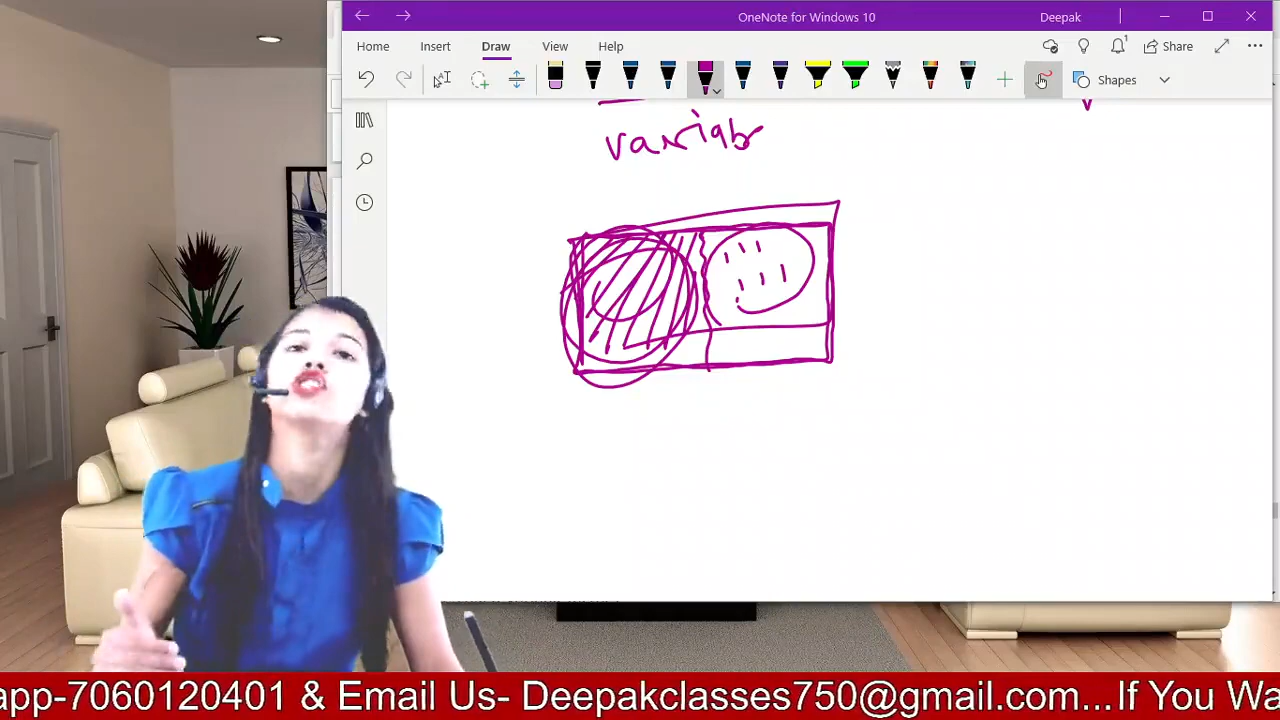 OneNote for Windows 10
Deepak
Home Insert Draw View Help
Share
Shapes
app-7060120401 & Email Us- Deepakclasses750@gmail.com...If You Wa